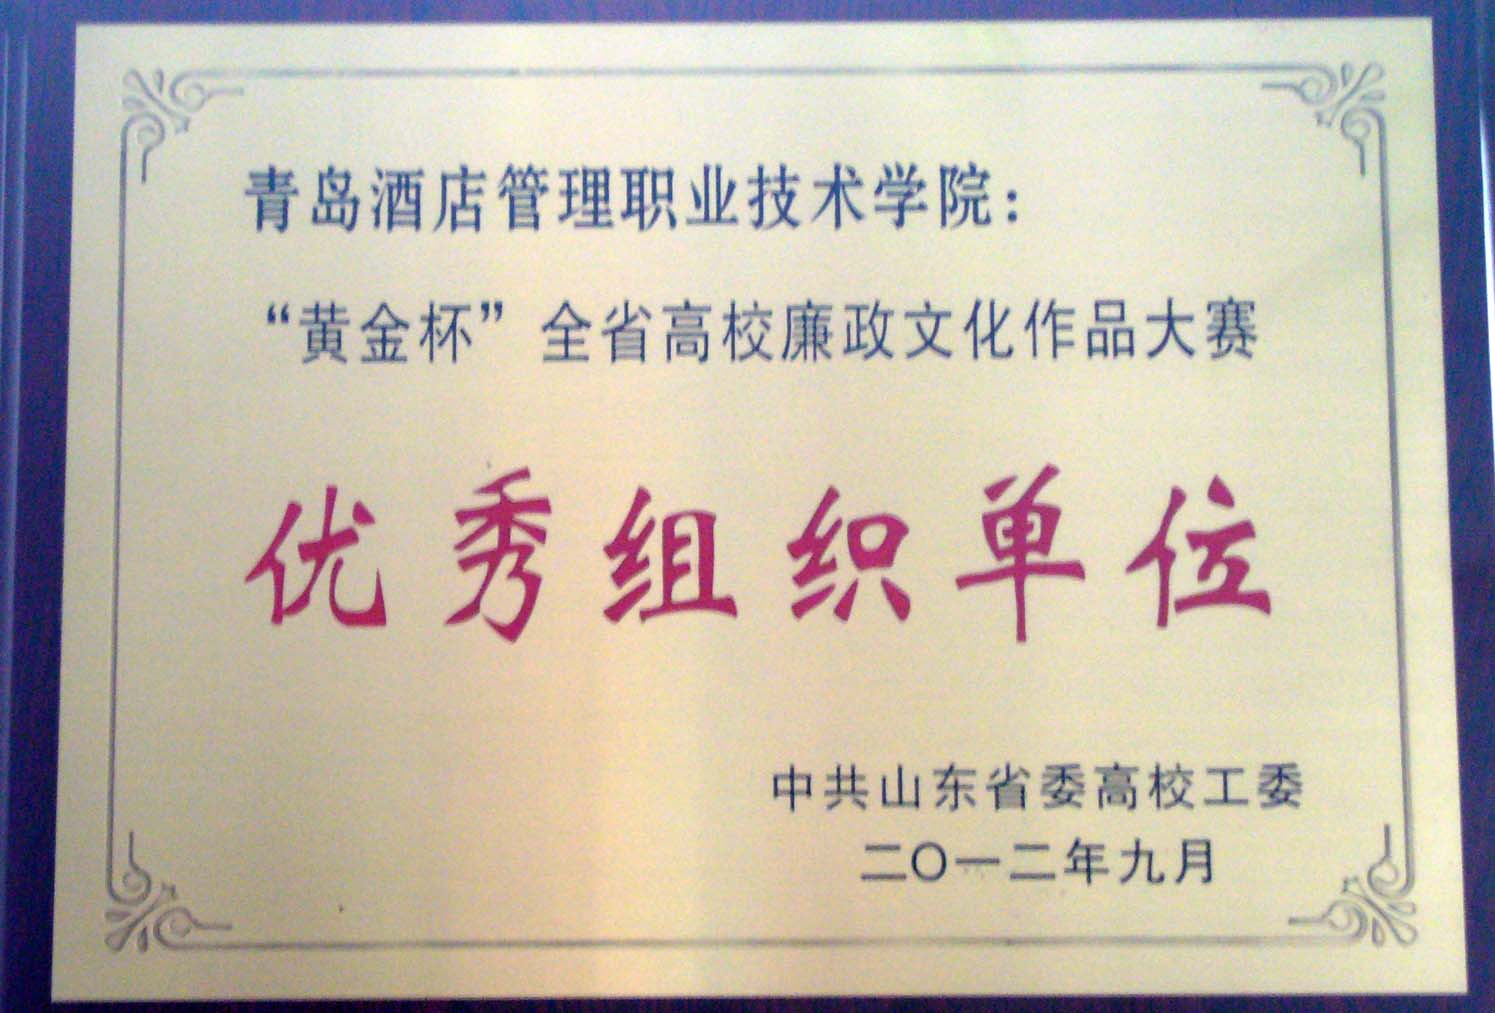 青岛酒店管理职业技术学院：
“黄金杯”全省高校廉政文化作品大赛
优秀组织单位
中共山东省委高校工委
二〇一二年九月